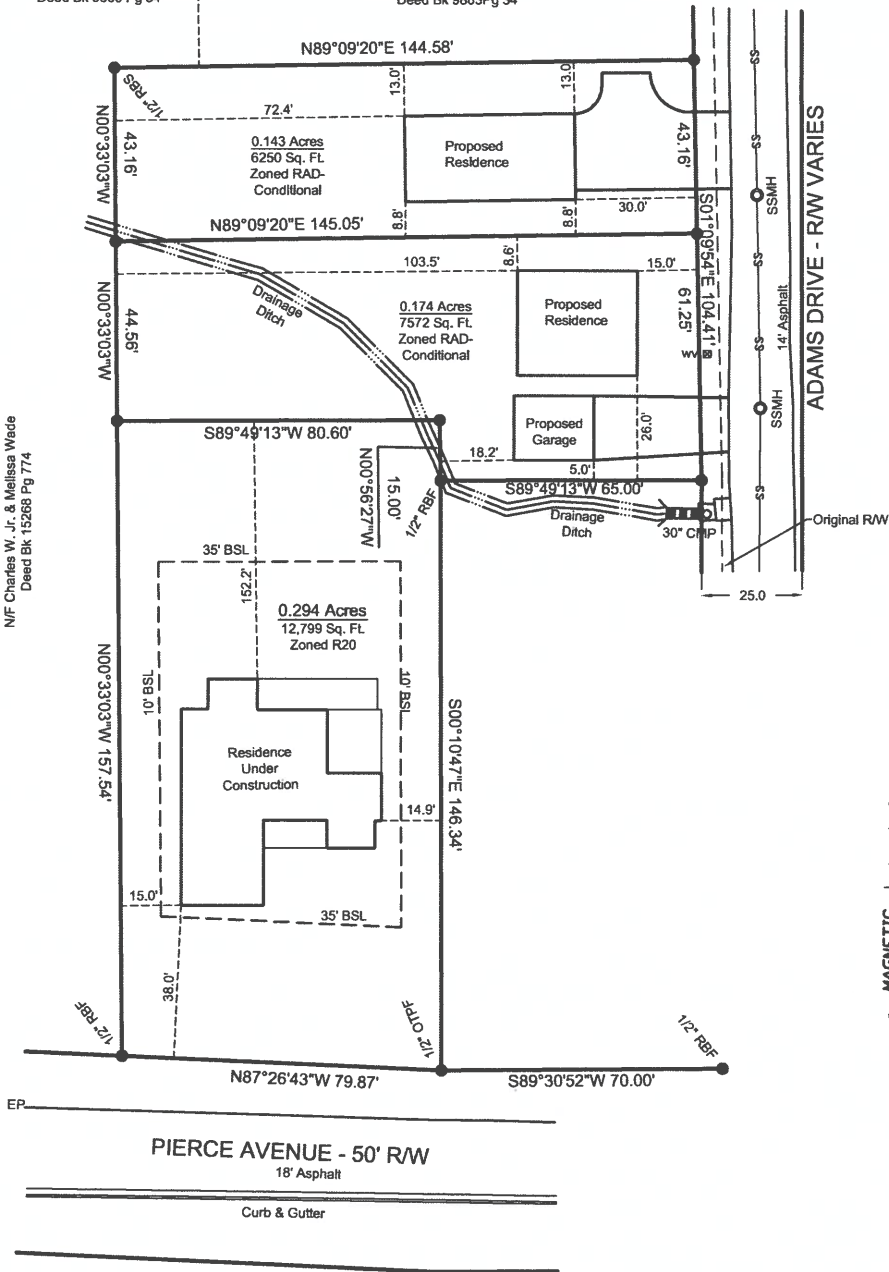 Deed Bk 9803Pg 54
N89°09'20"E 144.58'
1/2" RBS
13.0'
13.0
72.4'
N00°33'03"W
43.16'
0.143 Acres
6250 Sq. Ft.
Zoned RAD-
Conditional
Proposed
Residence
43.16'
8.8'
8.8'
30.0'
N89°09'20"E 145.05'
S01°09'54"E 104.41'
SS
SSMH
ADAMS DRIVE - R/W VARIES
103.5'
8.6'
15.0'
Drainage
Ditch
N00°33'03"W
44.56'
0.174 Acres
7572 Sq. Ft.
Zoned RAD-
Conditional
Proposed
Residence
61.25'
WV
SS
14' Asphalt
SS
SSMH
Proposed
Garage
26.0'
S89°49'13"W 80.60'
18.2'
5.0'
N00°56'27"W
15.00'
1/2" RBF
S89°49'13"W 65.00'
Drainage
Ditch
30" CMP
SS
Original R/W
25.0
N/F Charles W. Jr. & Melissa Wade
Deed Bk 15268 Pg 774
35' BSL
152.2'
0.294 Acres
12,799 Sq. Ft.
Zoned R20
10' BSL
10' BSL
N00°33'03"W 157.54'
Residence
Under
Construction
S00°10'47"E 146.34'
14.9'
15.0'
35' BSL
38.0'
MAGNETIC
1/2" RBF
1/2" OTPF
1/2" RBF
N87°26'43"W 79.87'
S89°30'52"W 70.00'
EP
PIERCE AVENUE - 50' R/W
18' Asphalt
Curb & Gutter